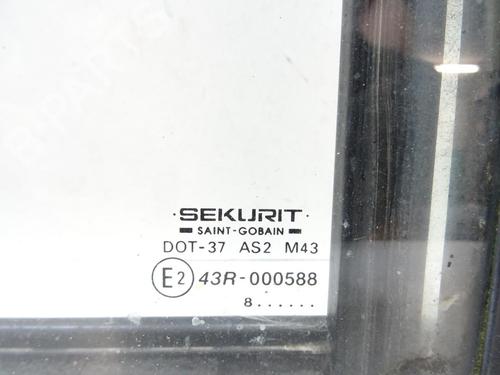 ·SEKURIT·
SAINT-GOBAIN
DOT-37 AS2 M43
E2 43R-000588
8......